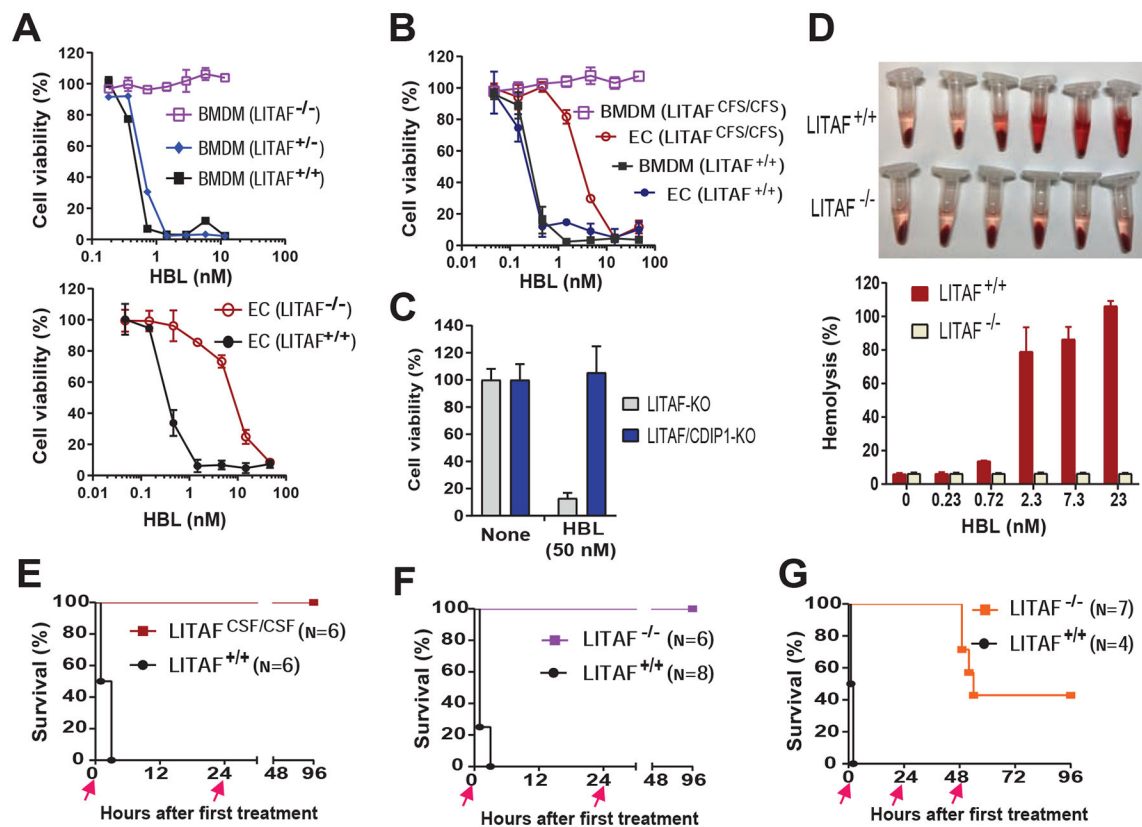 A
Cell viability (%)
120
100
80
60
40
20
0
BMDM (LITAF-/-)
BMDM (LITAF+/-)
BMDM (LITAF+/+)
0.1 1 10 100
HBL (nM)
Cell viability (%)
120
100
80
60
40
20
0
EC (LITAF-/-)
EC (LITAF+/+)
0.01 0.1 1 10 100
HBL (nM)
B
Cell viability (%)
120
100
80
60
40
20
0
BMDM (LITAF CFS/CFS)
EC (LITAF CFS/CFS)
BMDM (LITAF+/+)
EC (LITAF+/+)
0.01 0.1 1 10 100
HBL (nM)
C
Cell viability (%)
140
120
100
80
60
40
20
0
LITAF-KO
LITAF/CDIP1-KO
None HBL
(50 nM)
D
LITAF+/+
LITAF-/-
Hemolysis (%)
120
100
80
60
40
20
0
LITAF+/+
LITAF-/-
0 0.23 0.72 2.3 7.3 23
HBL (nM)
E
Survival (%)
100
80
60
40
20
0
LITAF CSF/CSF (N=6)
LITAF+/+ (N=6)
0 12 24 48 96
Hours after first treatment
F
Survival (%)
100
80
60
40
20
0
LITAF-/- (N=6)
LITAF+/+ (N=8)
0 12 24 36 48 96
Hours after first treatment
G
Survival (%)
100
80
60
40
20
0
LITAF-/- (N=7)
LITAF+/+ (N=4)
0 24 48 72 96
Hours after first treatment